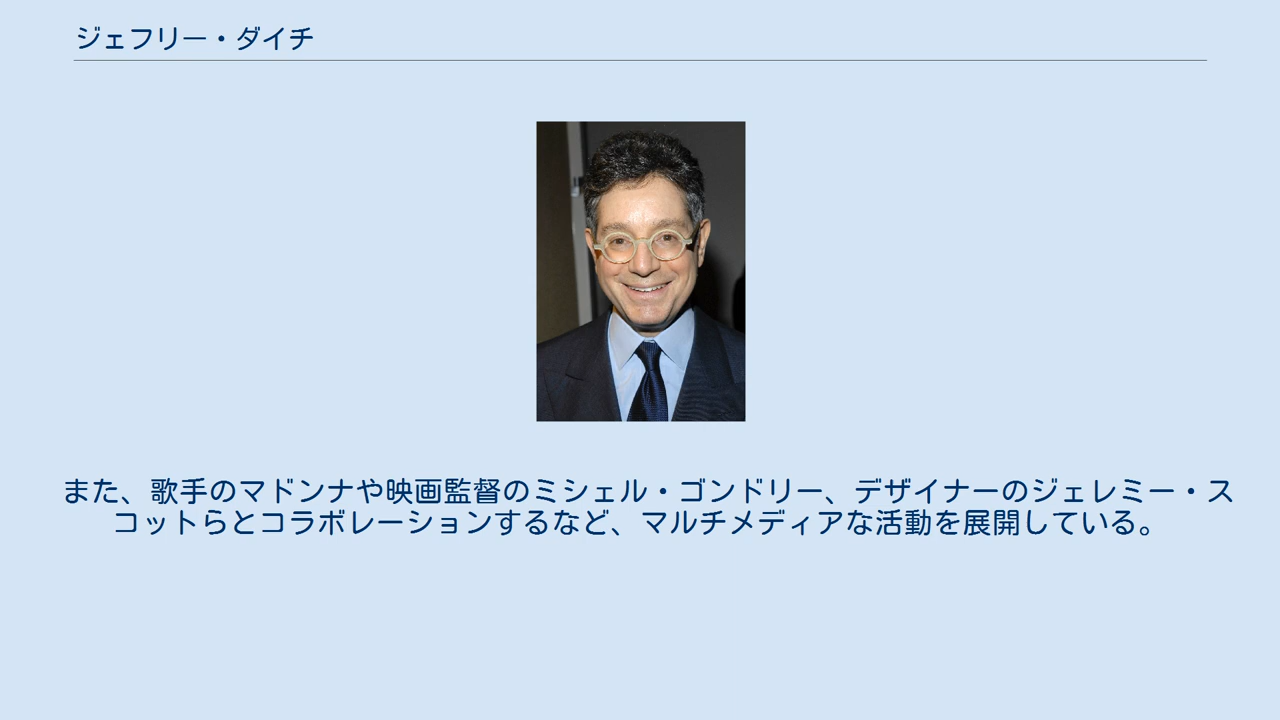 ジェフリー・ダイチ
また、歌手のマドンナや映画監督のミシェル・ゴンドリー、デザイナーのジェレミー・ス
コットらとコラボレーションするなど、マルチメディアな活動を展開している。